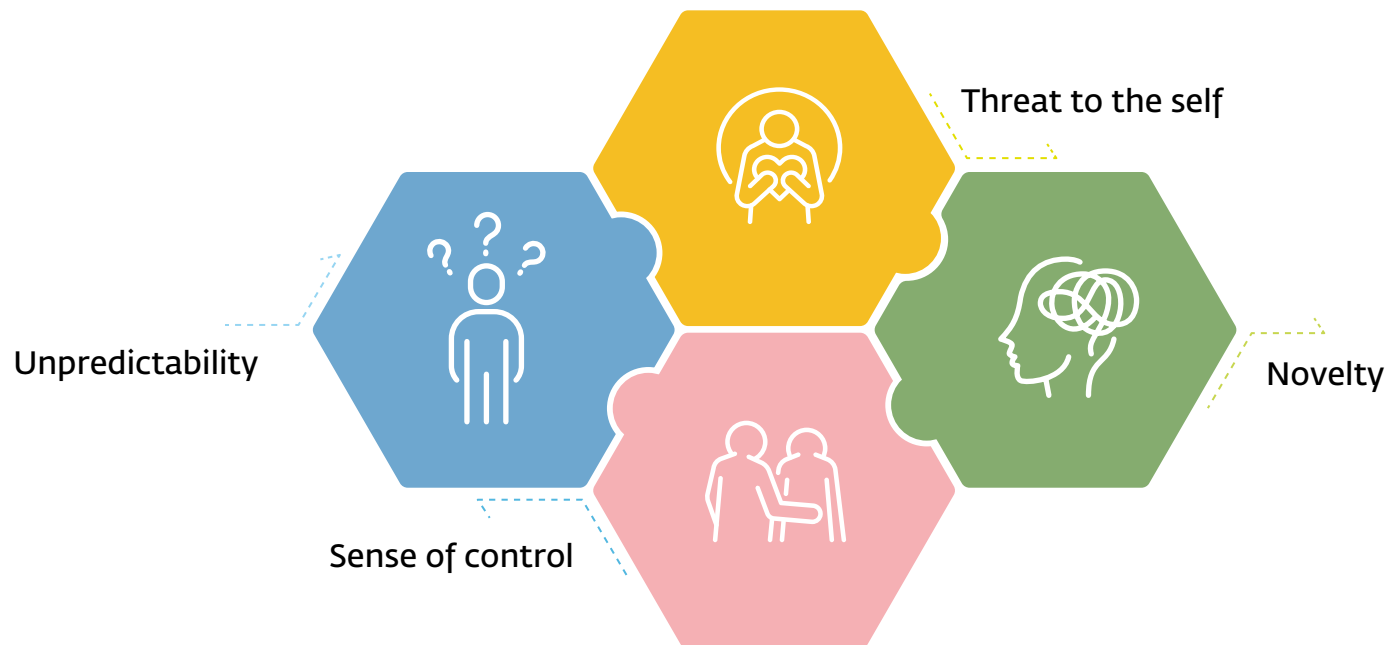 Threat to the self
Unpredictability
Novelty
Sense of control